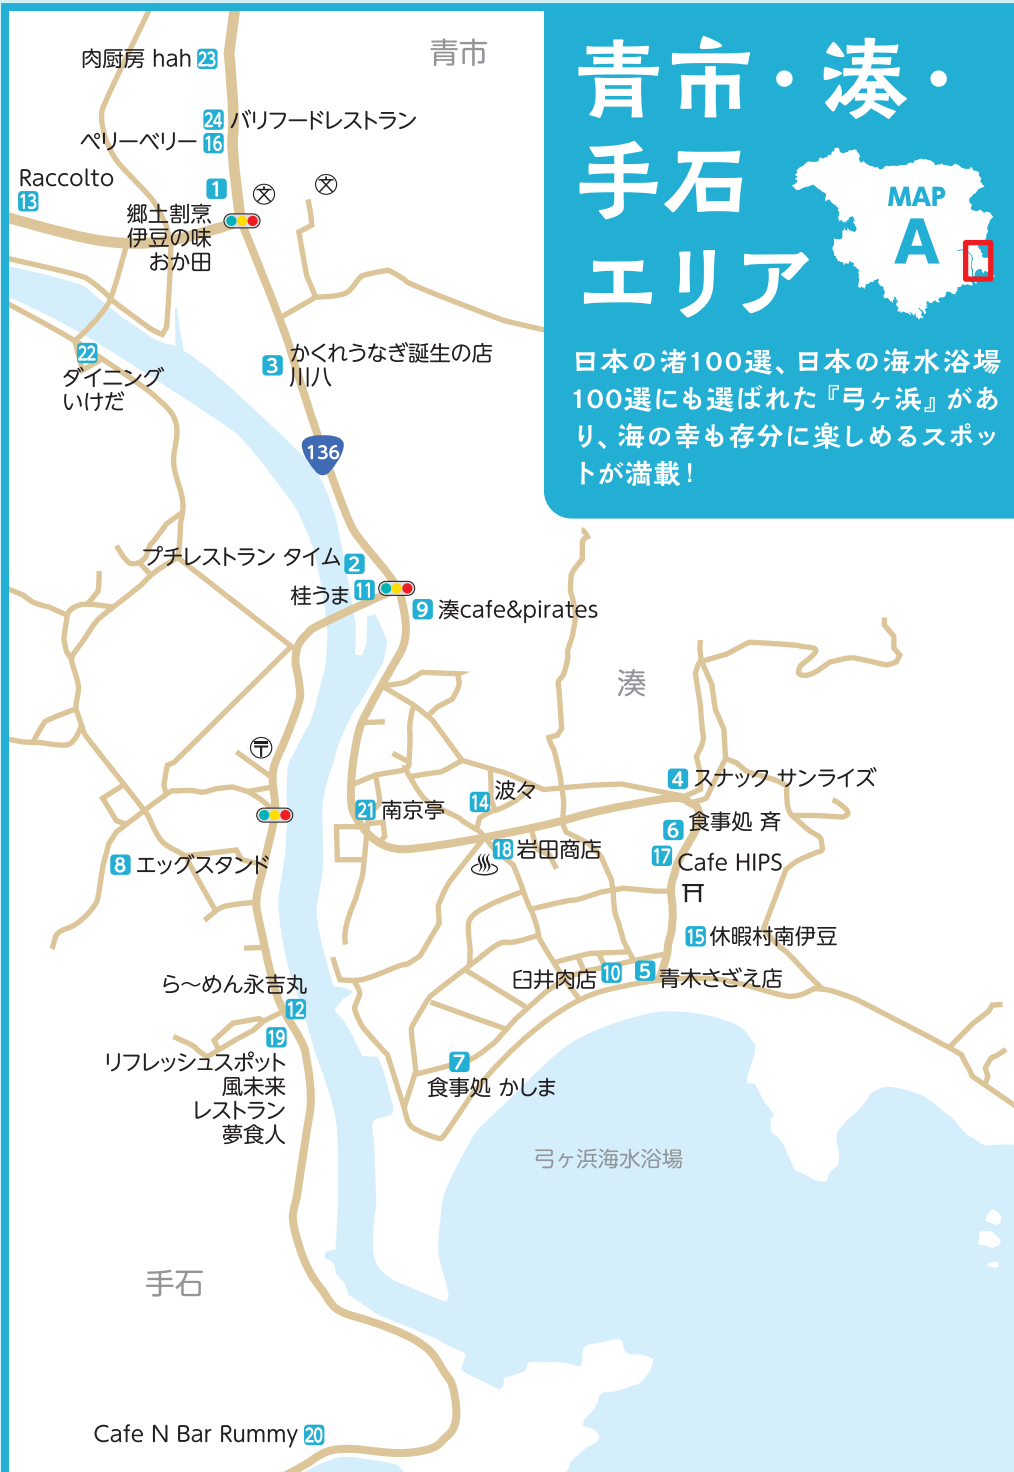 青市・湊・
手石
エリア
MAP
A
日本の渚100選、日本の海水浴場
100選にも選ばれた『弓ヶ浜』があ
り、海の幸も存分に楽しめるスポッ
トが満載！
青市
肉厨房 hah 23
24 バリフードレストラン
ペリーベリー 16
Raccolto
13
1
文
文
郷土割烹
伊豆の味
おか田
22
ダイニング
いけだ
3 かくれうなぎ誕生の店
川八
136
プチレストラン タイム 2
桂うま 11
9 湊cafe&pirates
湊
〒
4 スナック サンライズ
波々
14
21 南京亭
6 食事処 斉
18 岩田商店
17 Cafe HIPS
8 エッグスタンド
15 休暇村南伊豆
臼井肉店 10
5 青木さざえ店
ら〜めん永吉丸
12
19
リフレッシュスポット
風未来
レストラン
夢食人
7
食事処 かしま
弓ヶ浜海水浴場
手石
Cafe N Bar Rummy 20